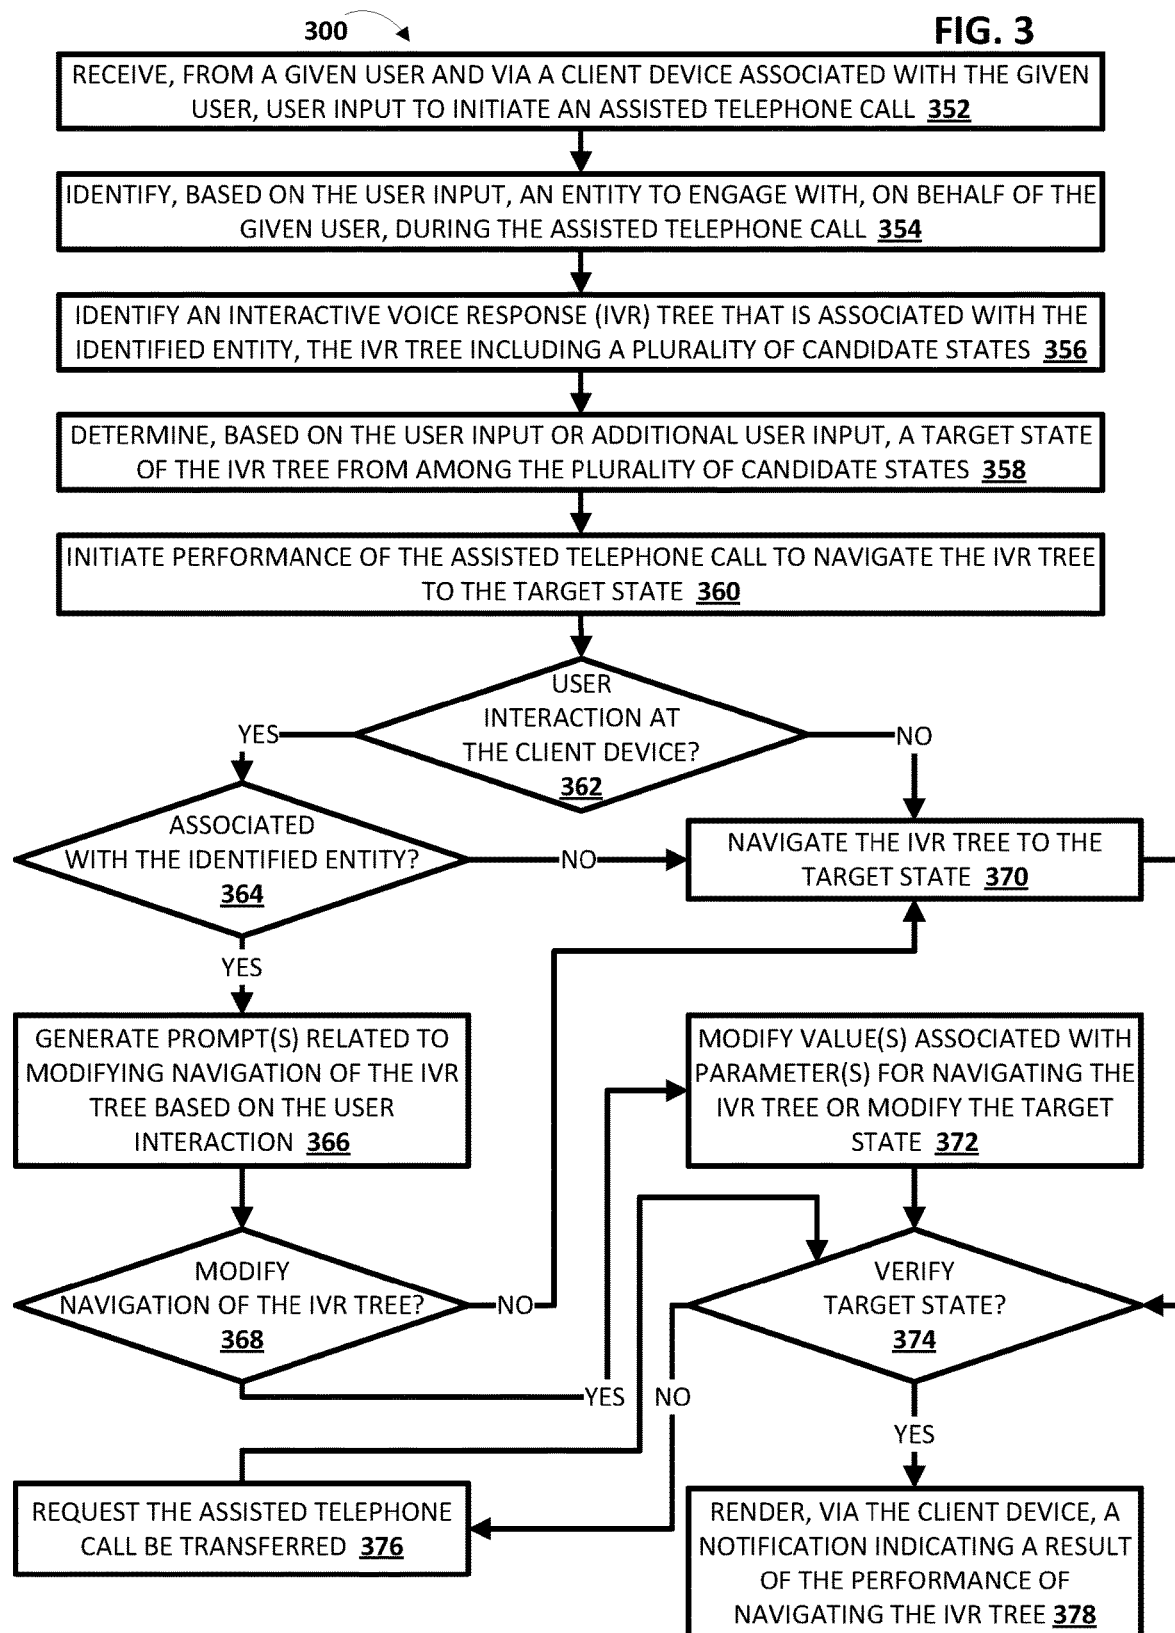 300
FIG. 3
RECEIVE, FROM A GIVEN USER AND VIA A CLIENT DEVICE ASSOCIATED WITH THE GIVEN
USER, USER INPUT TO INITIATE AN ASSISTED TELEPHONE CALL 352
IDENTIFY, BASED ON THE USER INPUT, AN ENTITY TO ENGAGE WITH, ON BEHALF OF THE
GIVEN USER, DURING THE ASSISTED TELEPHONE CALL 354
IDENTIFY AN INTERACTIVE VOICE RESPONSE (IVR) TREE THAT IS ASSOCIATED WITH THE
IDENTIFIED ENTITY, THE IVR TREE INCLUDING A PLURALITY OF CANDIDATE STATES 356
DETERMINE, BASED ON THE USER INPUT OR ADDITIONAL USER INPUT, A TARGET STATE
OF THE IVR TREE FROM AMONG THE PLURALITY OF CANDIDATE STATES 358
INITIATE PERFORMANCE OF THE ASSISTED TELEPHONE CALL TO NAVIGATE THE IVR TREE
TO THE TARGET STATE 360
USER
INTERACTION AT
THE CLIENT DEVICE?
362
YES
NO
ASSOCIATED
WITH THE IDENTIFIED ENTITY?
364
NO
NAVIGATE THE IVR TREE TO THE
TARGET STATE 370
YES
GENERATE PROMPT(S) RELATED TO
MODIFYING NAVIGATION OF THE IVR
TREE BASED ON THE USER
INTERACTION 366
MODIFY VALUE(S) ASSOCIATED WITH
PARAMETER(S) FOR NAVIGATING THE
IVR TREE OR MODIFY THE TARGET
STATE 372
MODIFY
NAVIGATION OF THE IVR TREE?
368
NO
VERIFY
TARGET STATE?
374
YES
NO
YES
REQUEST THE ASSISTED TELEPHONE
CALL BE TRANSFERRED 376
RENDER, VIA THE CLIENT DEVICE, A
NOTIFICATION INDICATING A RESULT
OF THE PERFORMANCE OF
NAVIGATING THE IVR TREE 378